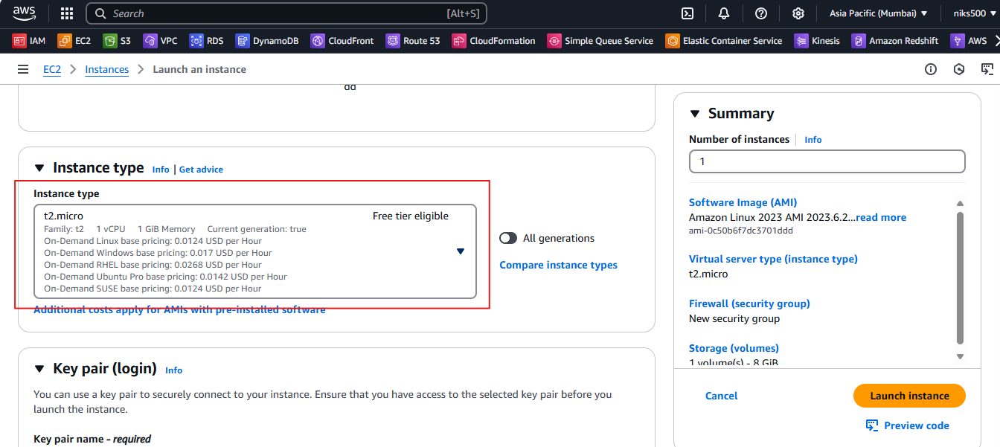 aws
Search
[Alt+S]
Asia Pacific (Mumbai)
niks500
IAM
EC2
S3
VPC
RDS
DynamoDB
CloudFront
Route 53
CloudFormation
Simple Queue Service
Elastic Container Service
Kinesis
Amazon Redshift
AWS
EC2 > Instances > Launch an instance
dd
Instance type Info | Get advice
Instance type
t2.micro Free tier eligible
Family: t2 1 vCPU 1 GiB Memory Current generation: true
On-Demand Linux base pricing: 0.0124 USD per Hour
On-Demand Windows base pricing: 0.017 USD per Hour
On-Demand RHEL base pricing: 0.0268 USD per Hour
On-Demand Ubuntu Pro base pricing: 0.0142 USD per Hour
On-Demand SUSE base pricing: 0.0124 USD per Hour
All generations
Compare instance types
Additional costs apply for AMIs with pre-installed software
Key pair (login) Info
You can use a key pair to securely connect to your instance. Ensure that you have access to the selected key pair before you
launch the instance.
Key pair name - required
Summary
Number of instances Info
1
Software Image (AMI)
Amazon Linux 2023 AMI 2023.6.2...read more
ami-0c50b6f7dc3701ddd
Virtual server type (instance type)
t2.micro
Firewall (security group)
New security group
Storage (volumes)
1 volume(s) - 8 GiB
Cancel
Launch instance
Preview code